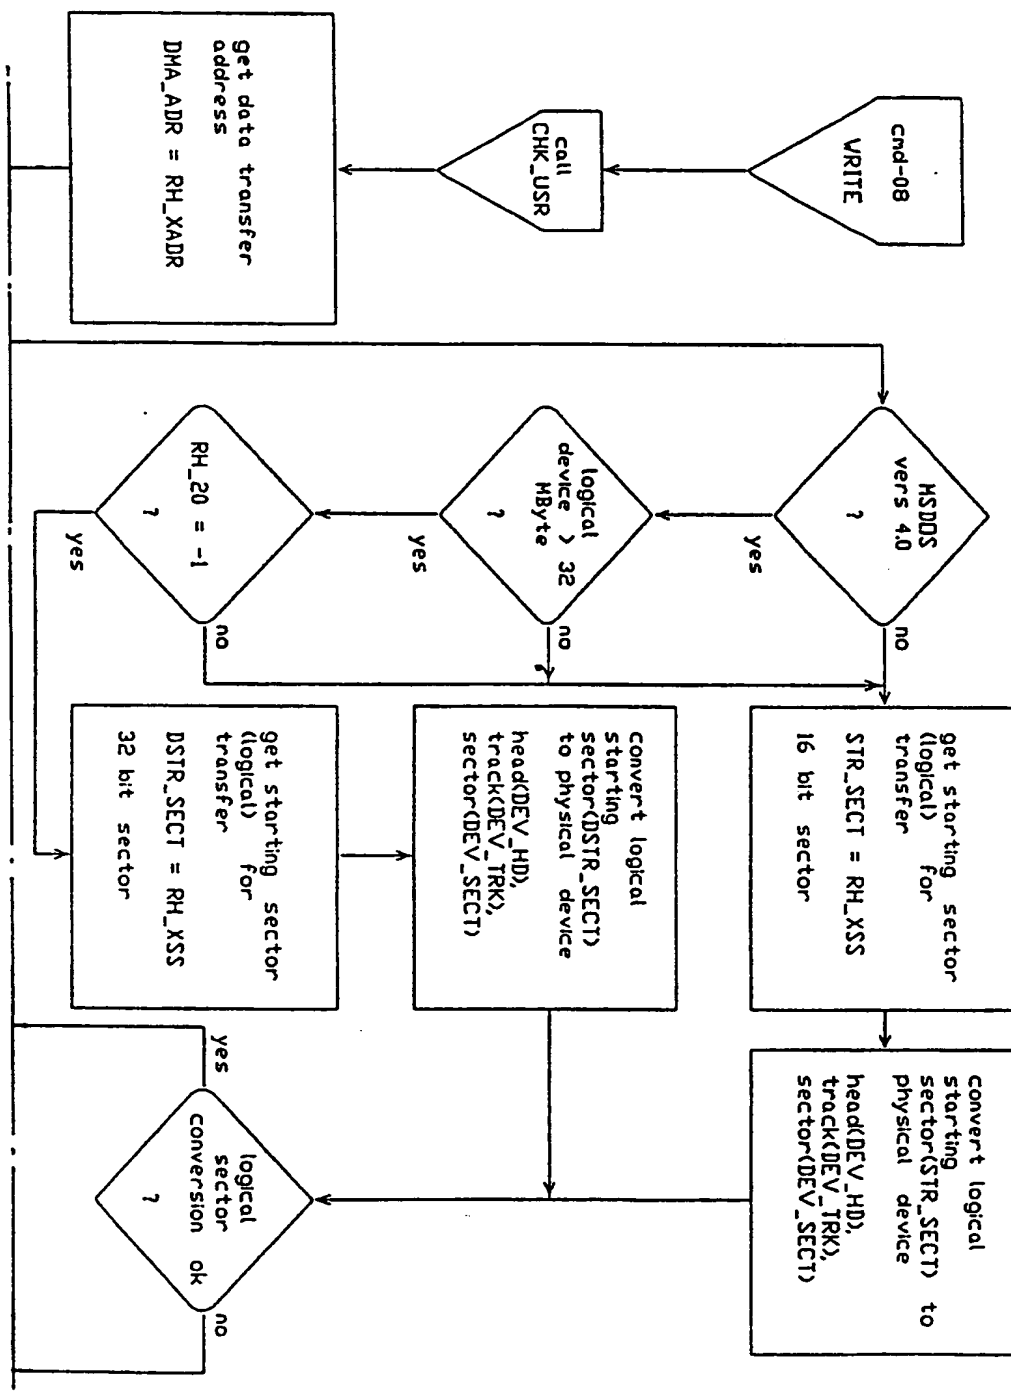 cmd-08
WRITE
call
CHK_USR
get data transfer
address
DMA_ADR = RH_XADR
MSDOS
vers 4.0
?
yes
no
logical
device > 32
MByte
?
yes
no
RH_20 = -1
?
yes
no
get starting sector
(logical) for
transfer
STR_SECT = RH_XSS
16 bit sector
convert logical
starting
sector(DSTR_SECT)
to physical device
head(DEV_HD),
track(DEV_TRK),
sector(DEV_SECT)
get starting sector
(logical) for
transfer
DSTR_SECT = RH_XSS
32 bit sector
convert logical
starting
sector(STR_SECT) to
physical device
head(DEV_HD),
track(DEV_TRK),
sector(DEV_SECT)
logical
sector
conversion ok
?
yes
no